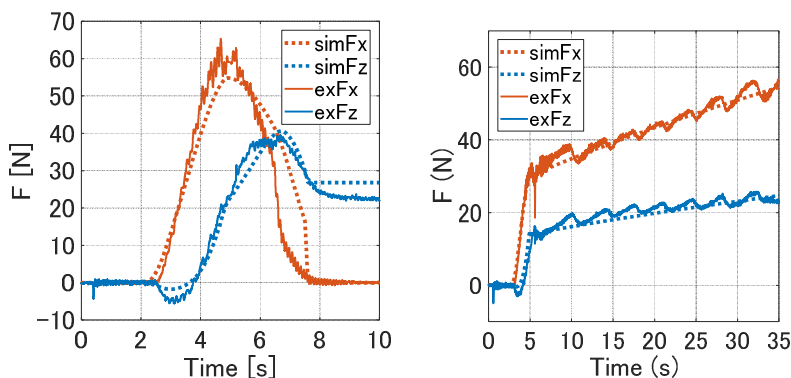 70
60
50
40
30
20
10
0
-10
F [N]
simFx
simFz
exFx
exFz
0 2 4 6 8 10
Time [s]
60
40
20
0
F (N)
simFx
simFz
exFx
exFz
0 5 10 15 20 25 30 35
Time (s)